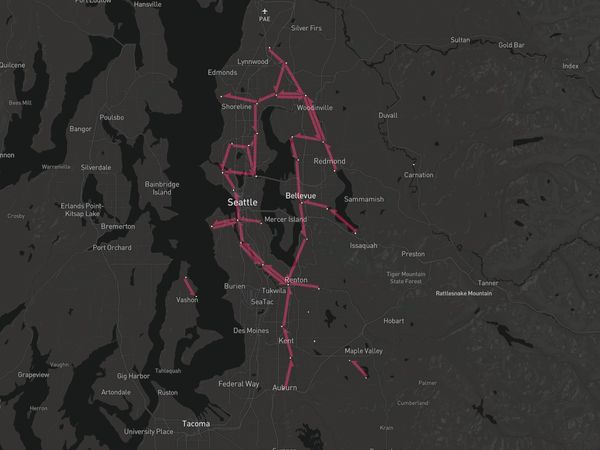 Port Ludlow
Hansville
PAE
Silver Firs
Sultan
Gold Bar
Quilcene
Lynnwood
Index
Edmonds
Bees Mill
Poulsbo
Shoreline
Woodinville
Duvall
Bangor
Warrenville
Silverdale
Redmond
Carnation
Bainbridge
Island
Bellevue
Sammamish
Erlands Point-
Kitsap Lake
Seattle
Crosby
Bremerton
Mercer Island
Port Orchard
Issaquah
Preston
Tiger Mountain
State Forest
Tanner
Burien
Renton
Tukwila
Rattlesnake Mountain
Vashon
SeaTac
Hobart
Des Moines
Kent
Maple Valley
Vaughn
Tahlequah
Grapeview
Gig Harbor
Federal Way
Auburn
Palmer
Artondale
Ruston
Herron
Cumberland
Tacoma
University Place
Krain